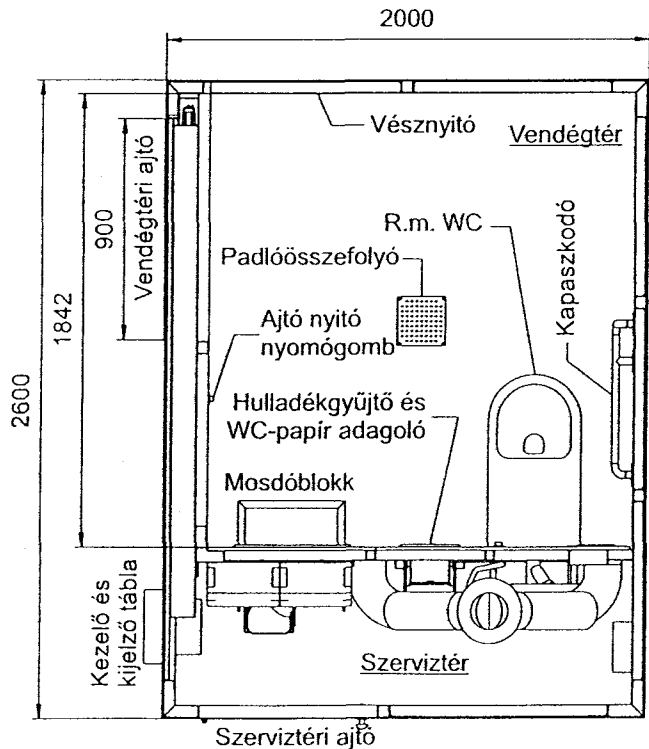 2000
Vésznyitó
Vendégtér
Vendégtéri ajtó
900
1842
2600
R.m. WC
Kapaszkodó
Padlóösszefolyó
Ajtó nyitó
nyomógomb
Hulladékgyűjtő és
WC-papír adagoló
Mosdóblokk
Kezelő és
kijelző tábla
Szerviztér
Szerviztéri ajtó